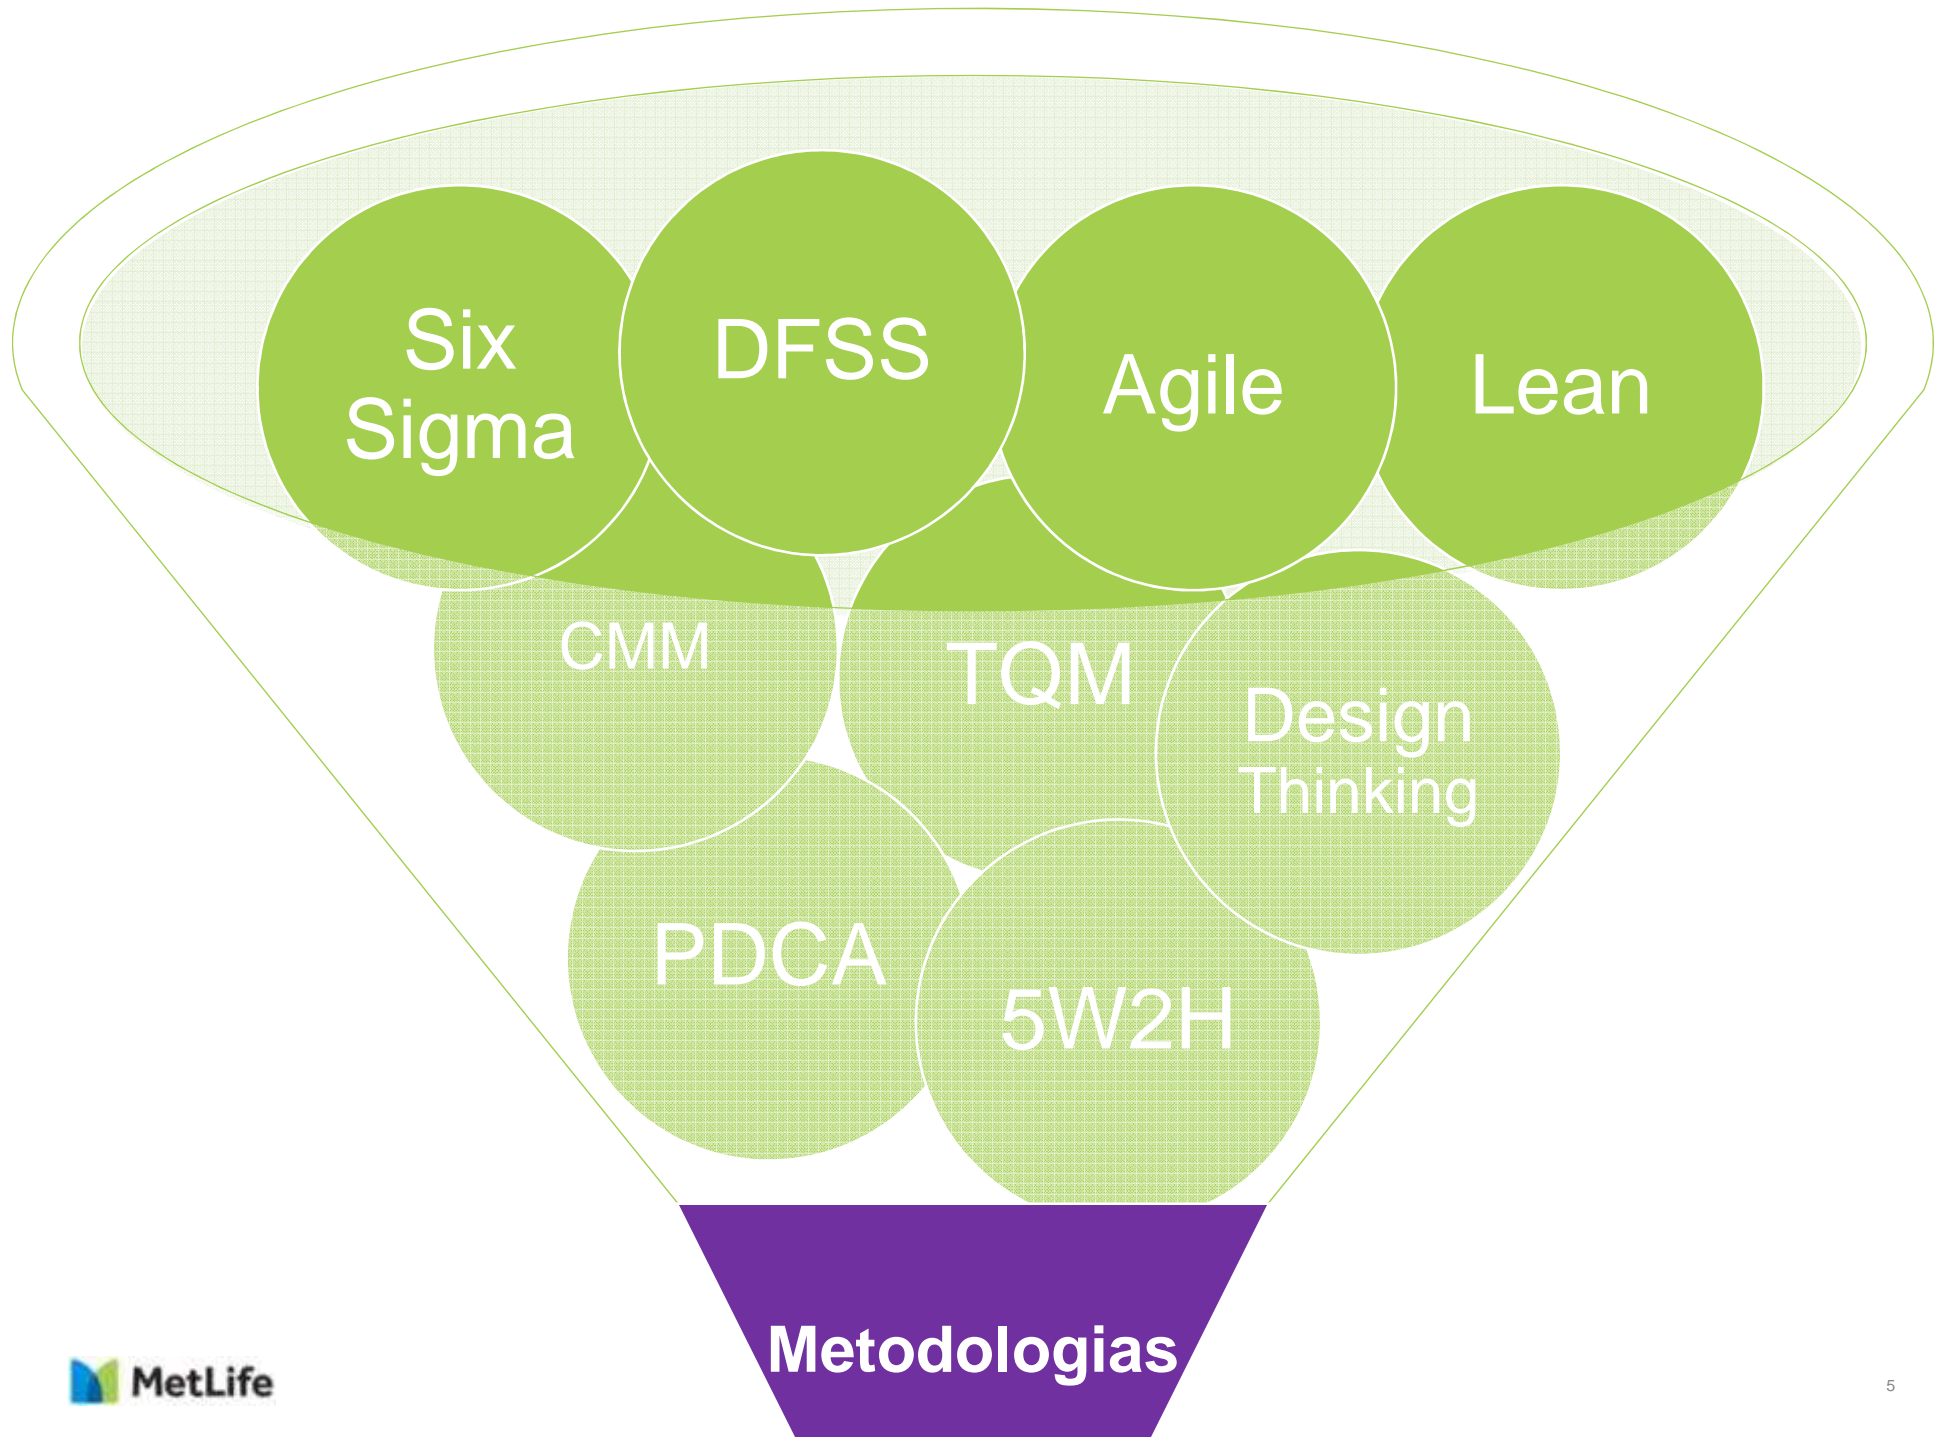 Six
Sigma
DFSS
Agile
Lean
CMM
TQM
Design
Thinking
PDCA
5W2H
Metodologias
MetLife
5